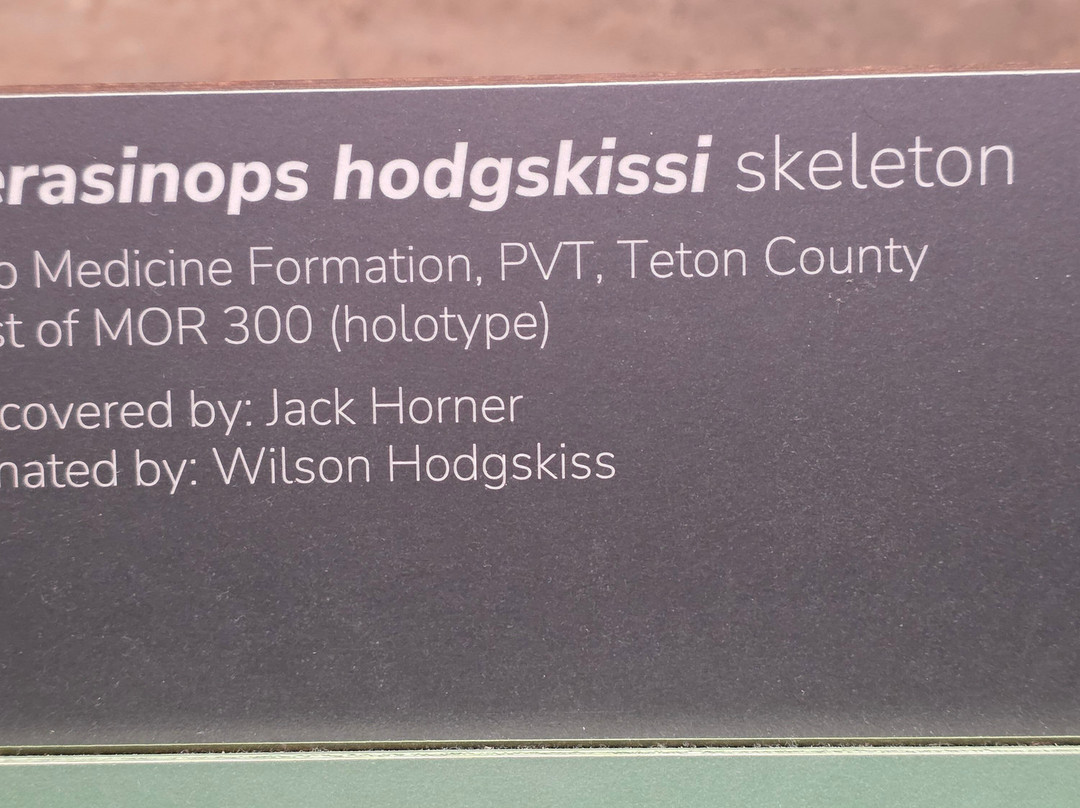 erasinops hodgskissi skeleton
o Medicine Formation, PVT, Teton County
st of MOR 300 (holotype)
covered by: Jack Horner
nated by: Wilson Hodgskiss